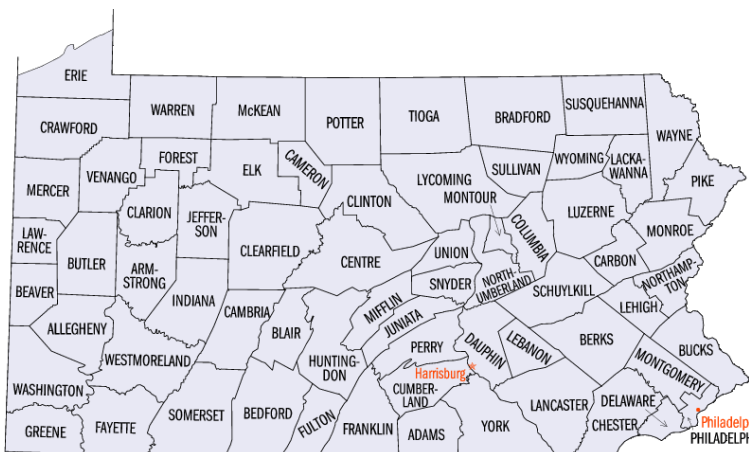 ERIE
CRAWFORD
WARREN
McKEAN
POTTER
TIOGA
BRADFORD
SUSQUEHANNA
WAYNE
MERCER
VENANGO
FOREST
ELK
CAMERON
CLINTON
LYCOMING
SULLIVAN
WYOMING
LACKA-
WANNA
PIKE
LAW-
RENCE
BUTLER
CLARION
JEFFER-
SON
CLEARFIELD
CENTRE
UNION
MONTOUR
COLUMBIA
LUZERNE
MONROE
BEAVER
ARM-
STRONG
INDIANA
CAMBRIA
BLAIR
HUNTING-
DON
MIFFLIN
JUNIATA
SNYDER
NORTH-
UMBERLAND
SCHUYLKILL
CARBON
NORTHAMP-
TON
LEHIGH
ALLEGHENY
WESTMORELAND
PERRY
DAUPHIN
LEBANON
BERKS
BUCKS
MONTGOMERY
Harrisburg
WASHINGTON
GREENE
FAYETTE
SOMERSET
BEDFORD
FULTON
FRANKLIN
CUMBER-
LAND
ADAMS
YORK
LANCASTER
CHESTER
DELAWARE
Philadelp
PHILADELPH